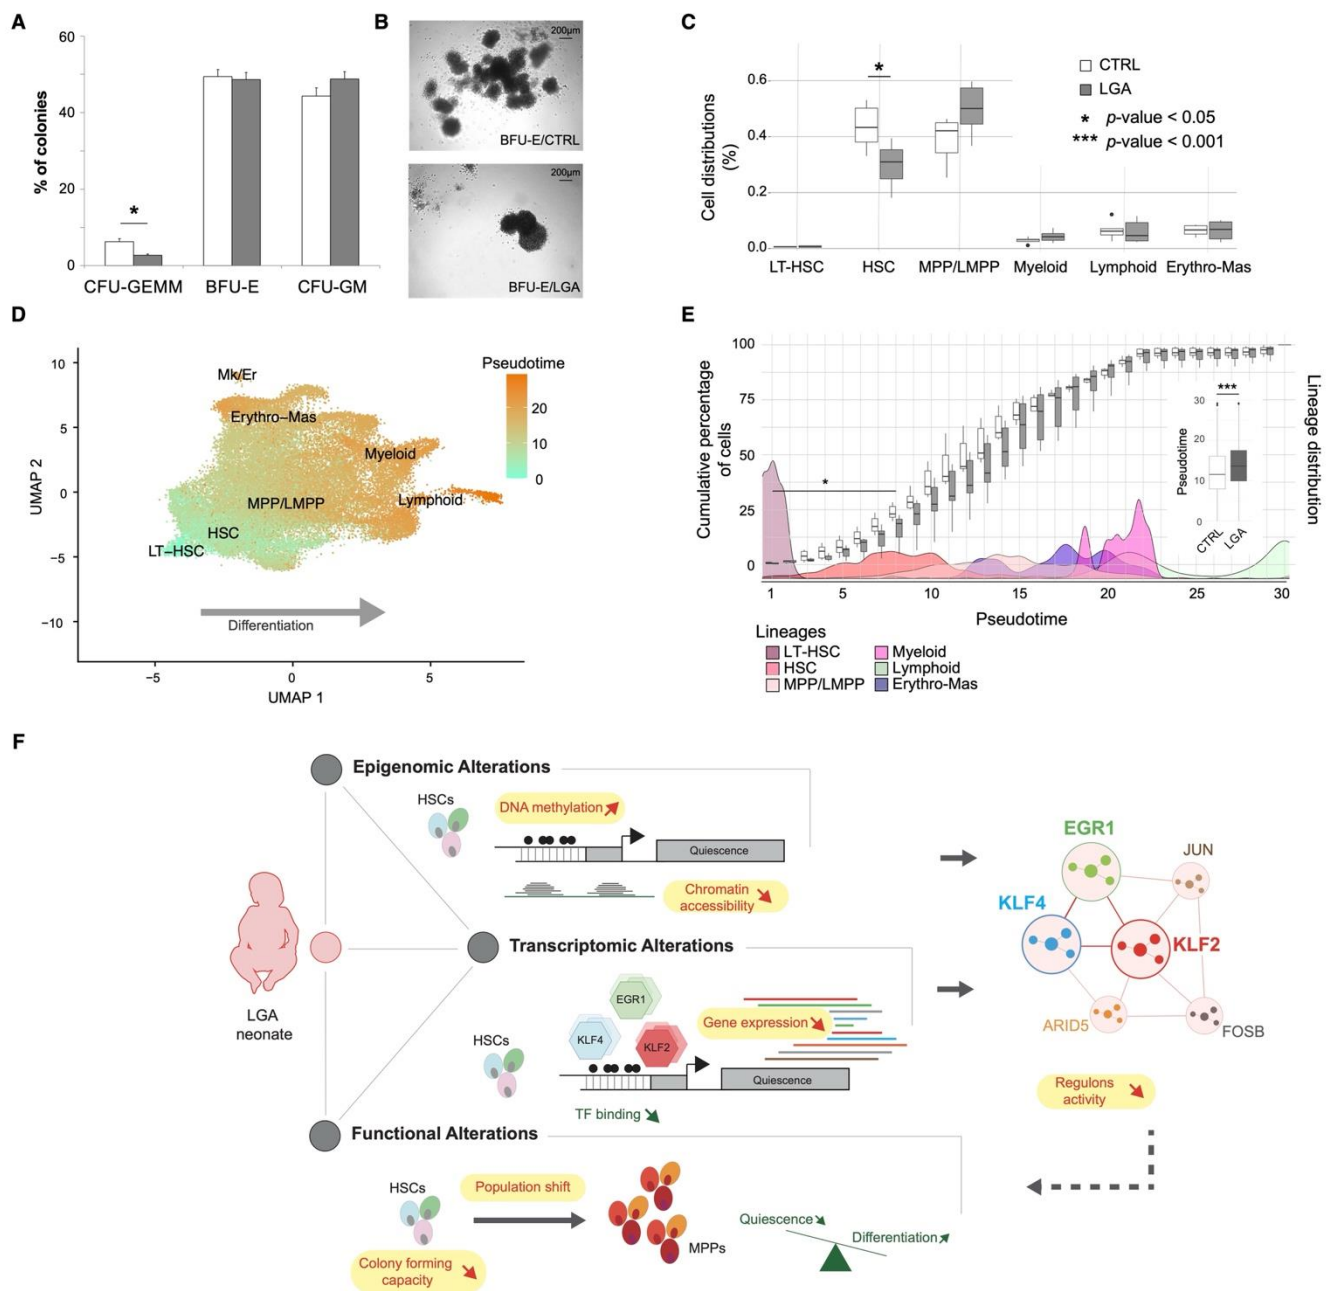 A
60
40
20
0
% of colonies
*
CFU-GEMM
BFU-E
CFU-GM
B
200µm
BFU-E/CTRL
200µm
BFU-E/LGA
C
Cell distributions
(%)
0.6
0.4
0.2
0.0
*
CTRL
LGA
* p-value < 0.05
*** p-value < 0.001
LT-HSC
HSC
MPP/LMPP
Myeloid
Lymphoid
Erythro-Mas
D
10
5
0
−5
−10
UMAP 2
Mk/Er
Erythro−Mas
Myeloid
MPP/LMPP
Lymphoid
HSC
LT−HSC
Pseudotime
20
10
0
Differentiation
−5
0
5
UMAP 1
E
Cumulative percentage
of cells
100
75
50
25
0
*
Lineage distribution
***
30
20
10
0
Pseudotime
CTRL
LGA
1
5
10
15
20
25
30
Pseudotime
Lineages
LT-HSC
HSC
MPP/LMPP
Myeloid
Lymphoid
Erythro-Mas
F
Epigenomic Alterations
HSCs
DNA methylation
Quiescence
Chromatin
accessibility
LGA
neonate
Transcriptomic Alterations
HSCs
EGR1
KLF4
KLF2
Gene expression
Quiescence
TF binding
EGR1
JUN
KLF4
KLF2
ARID5
FOSB
Regulons
activity
Functional Alterations
HSCs
Population shift
MPPs
Colony forming
capacity
Quiescence
Differentiation